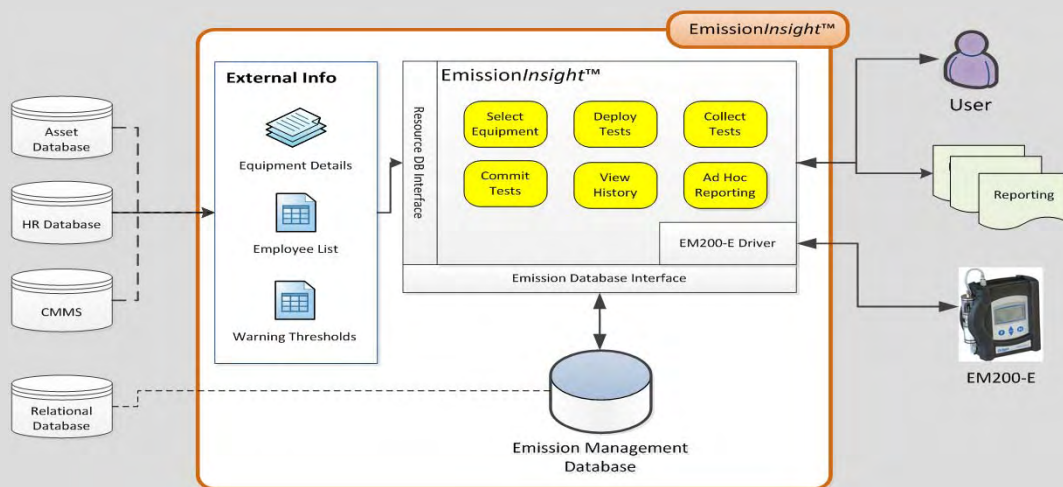 EmissionInsight™
External Info
Equipment Details
Employee List
Warning Thresholds
Resource DB Interface
EmissionInsight™
Select
Equipment
Deploy
Tests
Collect
Tests
Commit
Tests
View
History
Ad Hoc
Reporting
EM200-E Driver
Emission Database Interface
Emission Management
Database
Asset
Database
HR Database
CMMS
Relational
Database
User
Reporting
EM200-E